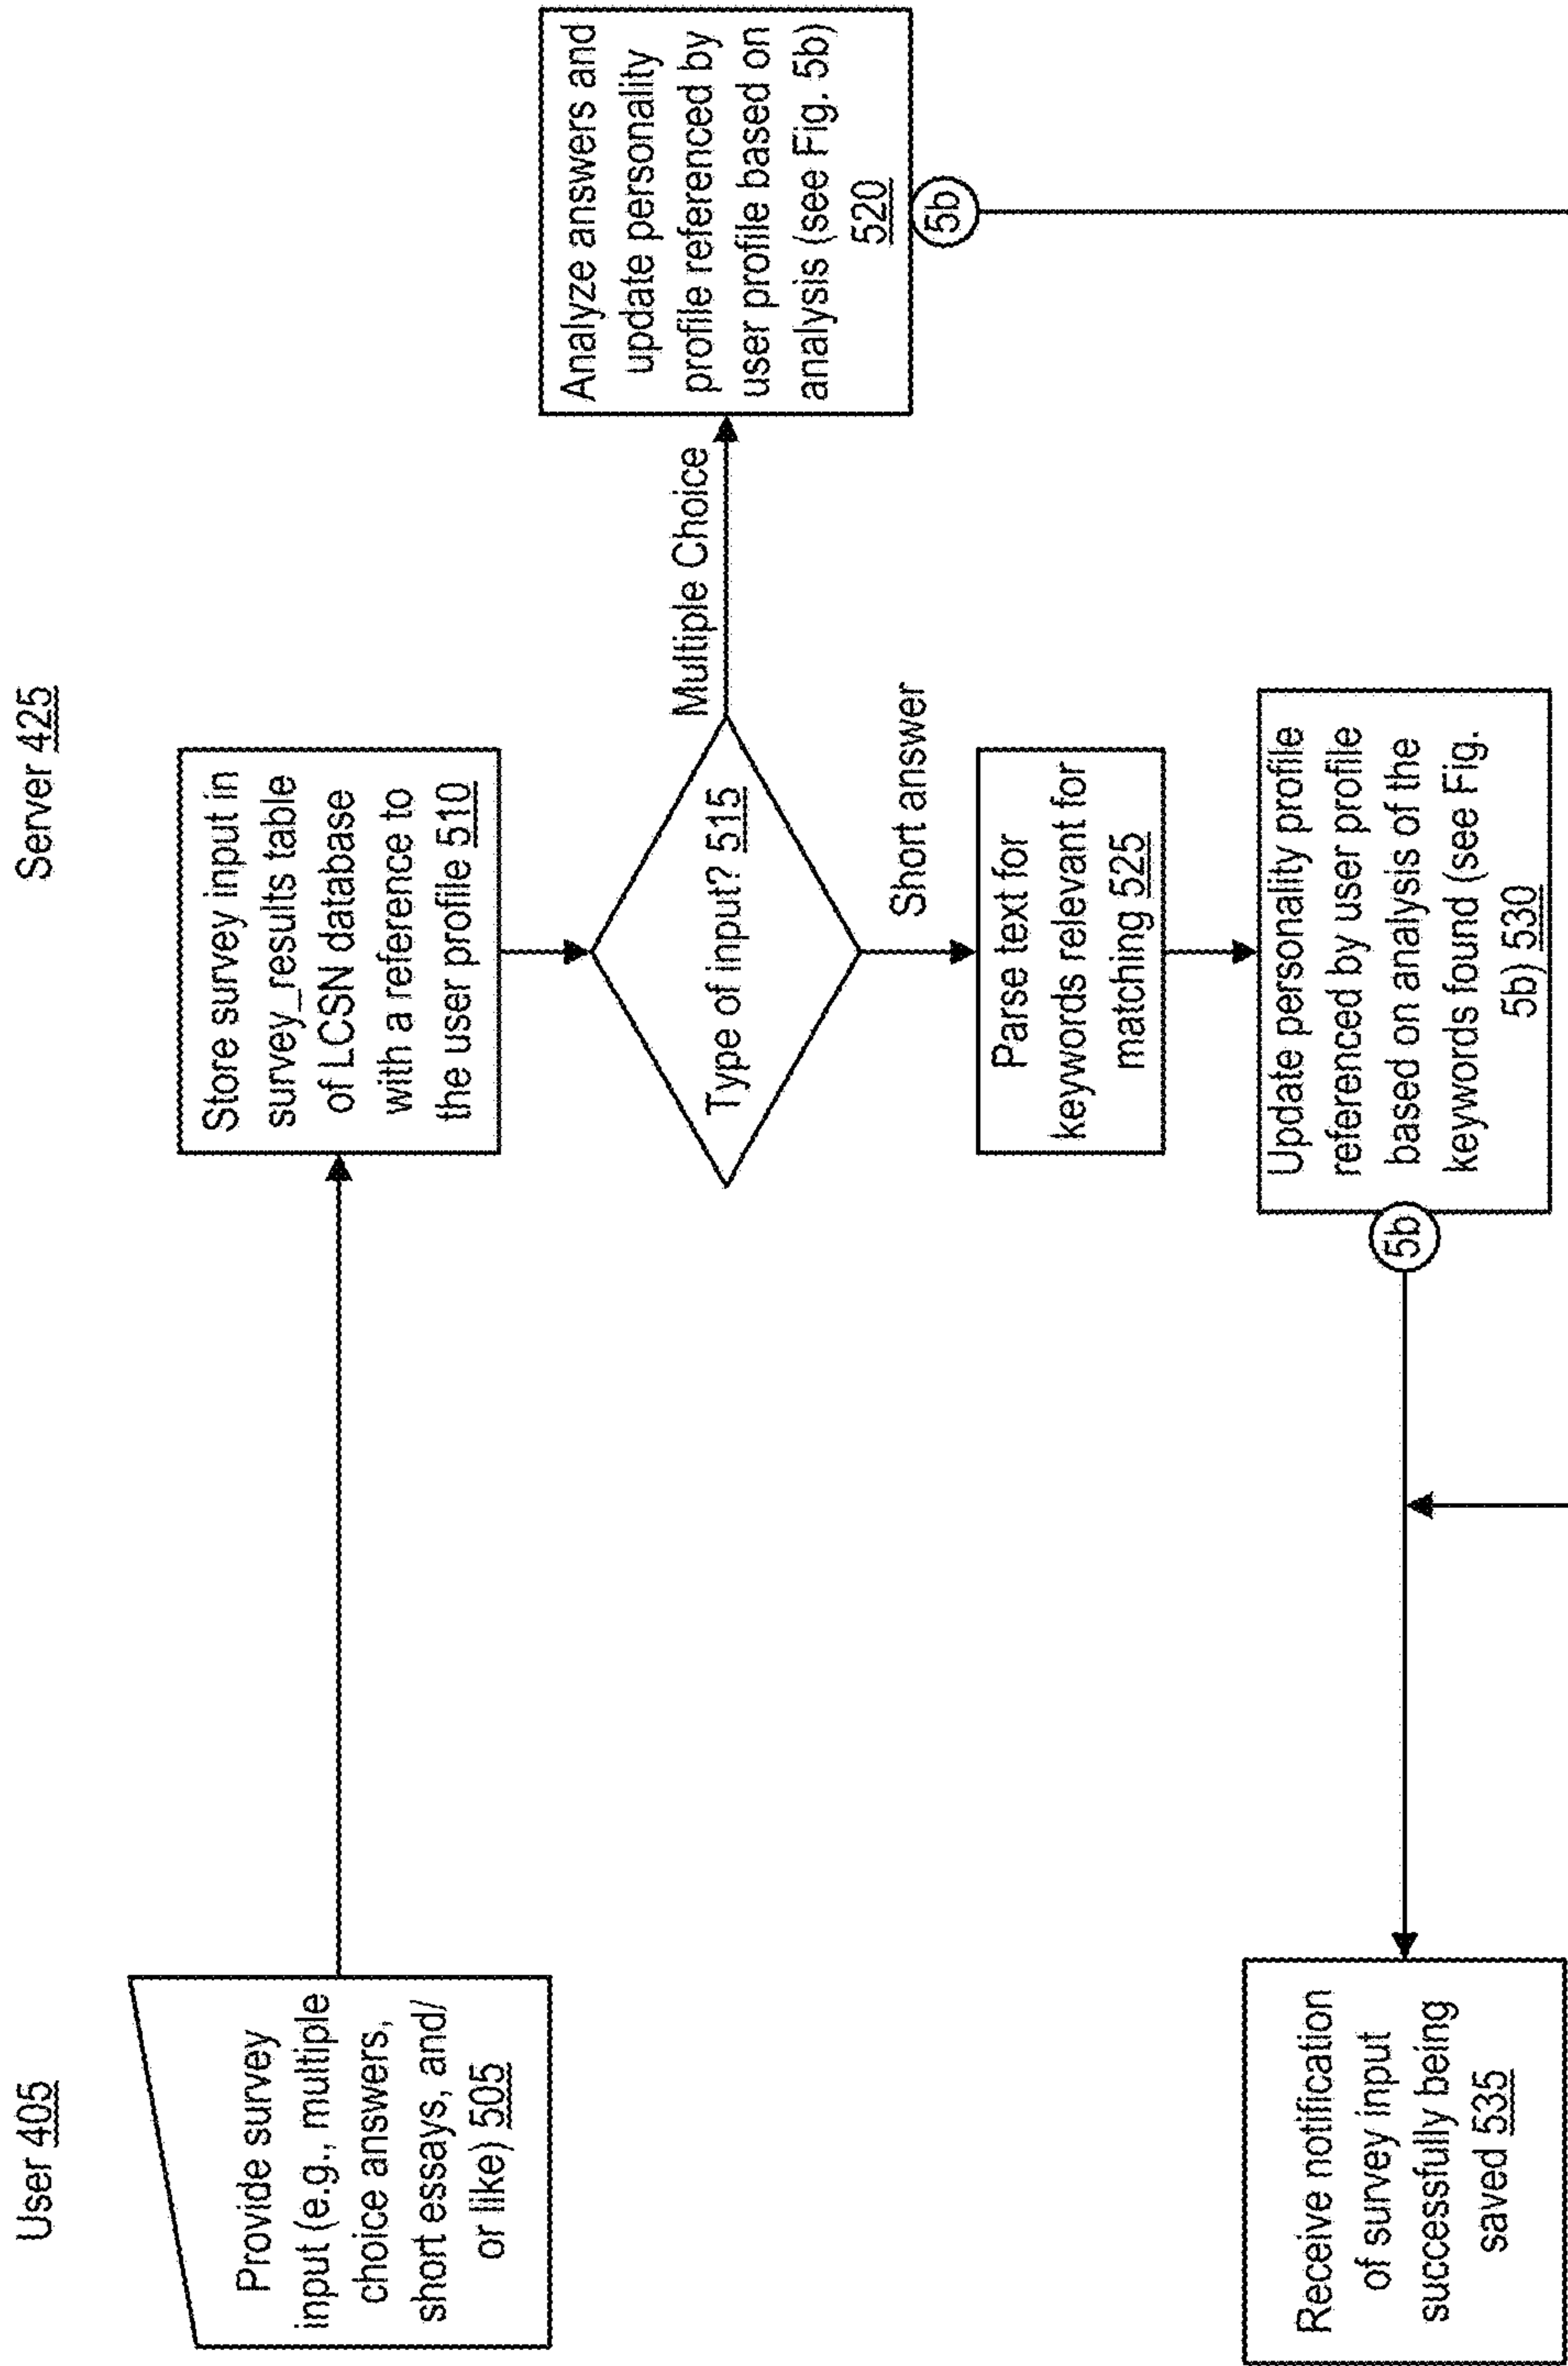 User 405
Server 425
Provide survey
input (e.g., multiple
choice answers,
short essays, and/
or like) 505
Store survey input in
survey_results table
of LCSN database
with a reference to
the user profile 510
Type of input? 515
Multiple Choice
Analyze answers and
update personality
profile referenced by
user profile based on
analysis (see Fig. 5b)
520
5b
Short answer
Parse text for
keywords relevant for
matching 525
Update personality profile
referenced by user profile
based on analysis of the
keywords found (see Fig.
5b) 530
5b
Receive notification
of survey input
successfully being
saved 535